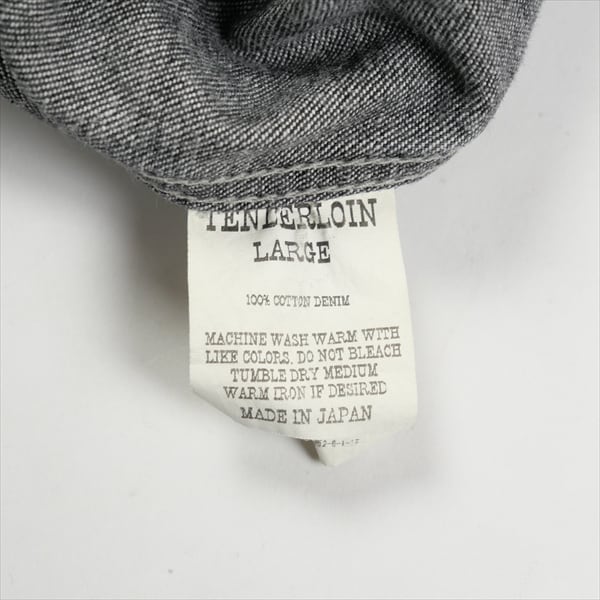 TENDERLOIN
LARGE
100% COTTON DENIM
MACHINE WASH WARM WITH
LIKE COLORS. DO NOT BLEACH
TUMBLE DRY MEDIUM
WARM IRON IF DESIRED
MADE IN JAPAN